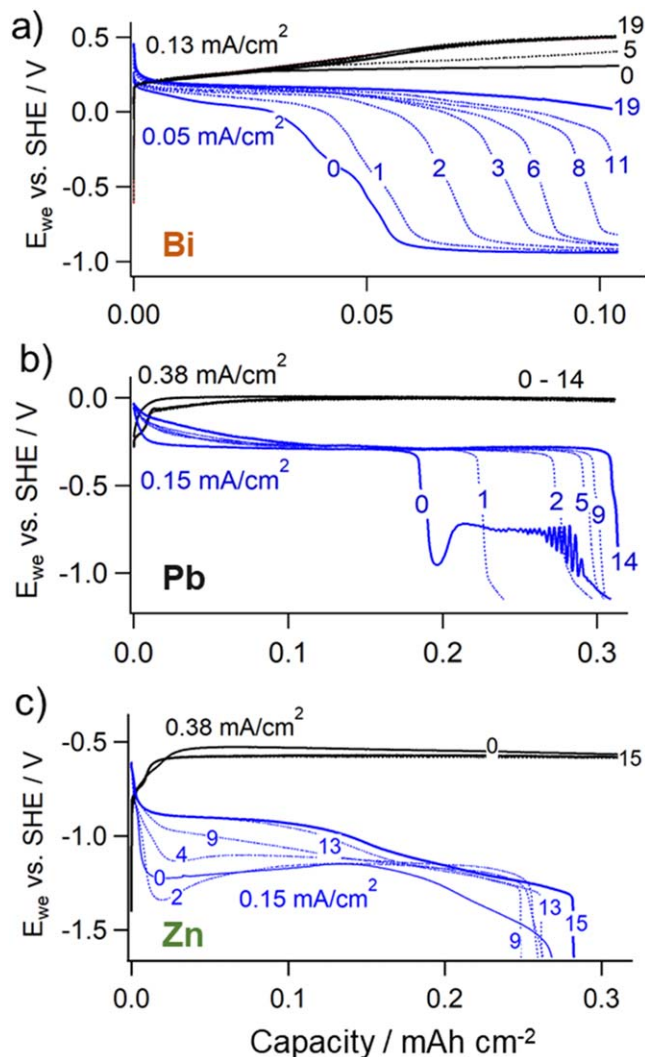 a)
0.5
0.0
-0.5
-1.0
E_we vs. SHE / V
0.13 mA/cm²
19
5
0
0.05 mA/cm²
19
0
1
2
3
6
8
11
Bi
0.00
0.05
0.10
b)
0.0
-0.5
-1.0
E_we vs. SHE / V
0.38 mA/cm²
0 - 14
0.15 mA/cm²
0
1
2
5
9
14
Pb
0.0
0.1
0.2
0.3
c)
-0.5
-1.0
-1.5
E_we vs. SHE / V
0.38 mA/cm²
0
15
9
4
13
0
2
0.15 mA/cm²
13
15
9
Zn
0.0
0.1
0.2
0.3
Capacity / mAh cm⁻²